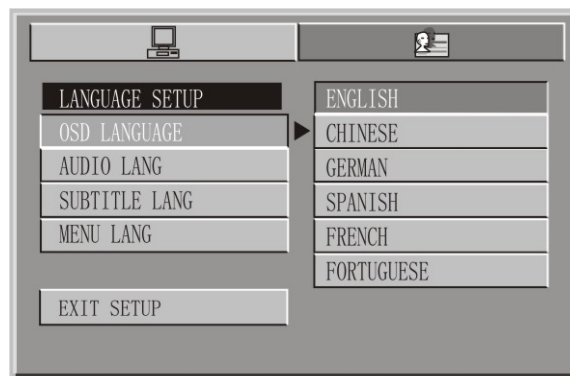 LANGUAGE SETUP
OSD LANGUAGE
AUDIO LANG
SUBTITLE LANG
MENU LANG
EXIT SETUP
ENGLISH
CHINESE
GERMAN
SPANISH
FRENCH
FORTUGUESE